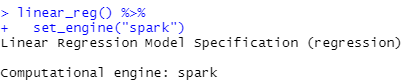 > linear_reg() %>%
+   set_engine("spark")
Linear Regression Model Specification (regression)
Computational engine: spark